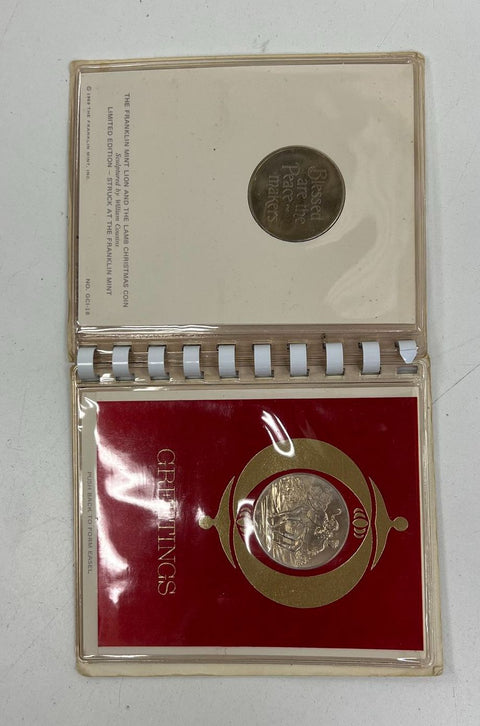 Blessed
are the
Peace-
makers
THE FRANKLIN MINT LION AND THE LAMB CHRISTMAS COIN
Sculptured by William Cousins
LIMITED EDITION — STRUCK AT THE FRANKLIN MINT
© 1969 THE FRANKLIN MINT, INC.
NO. GCI-18
GREETINGS
PUSH BACK TO FORM EASEL